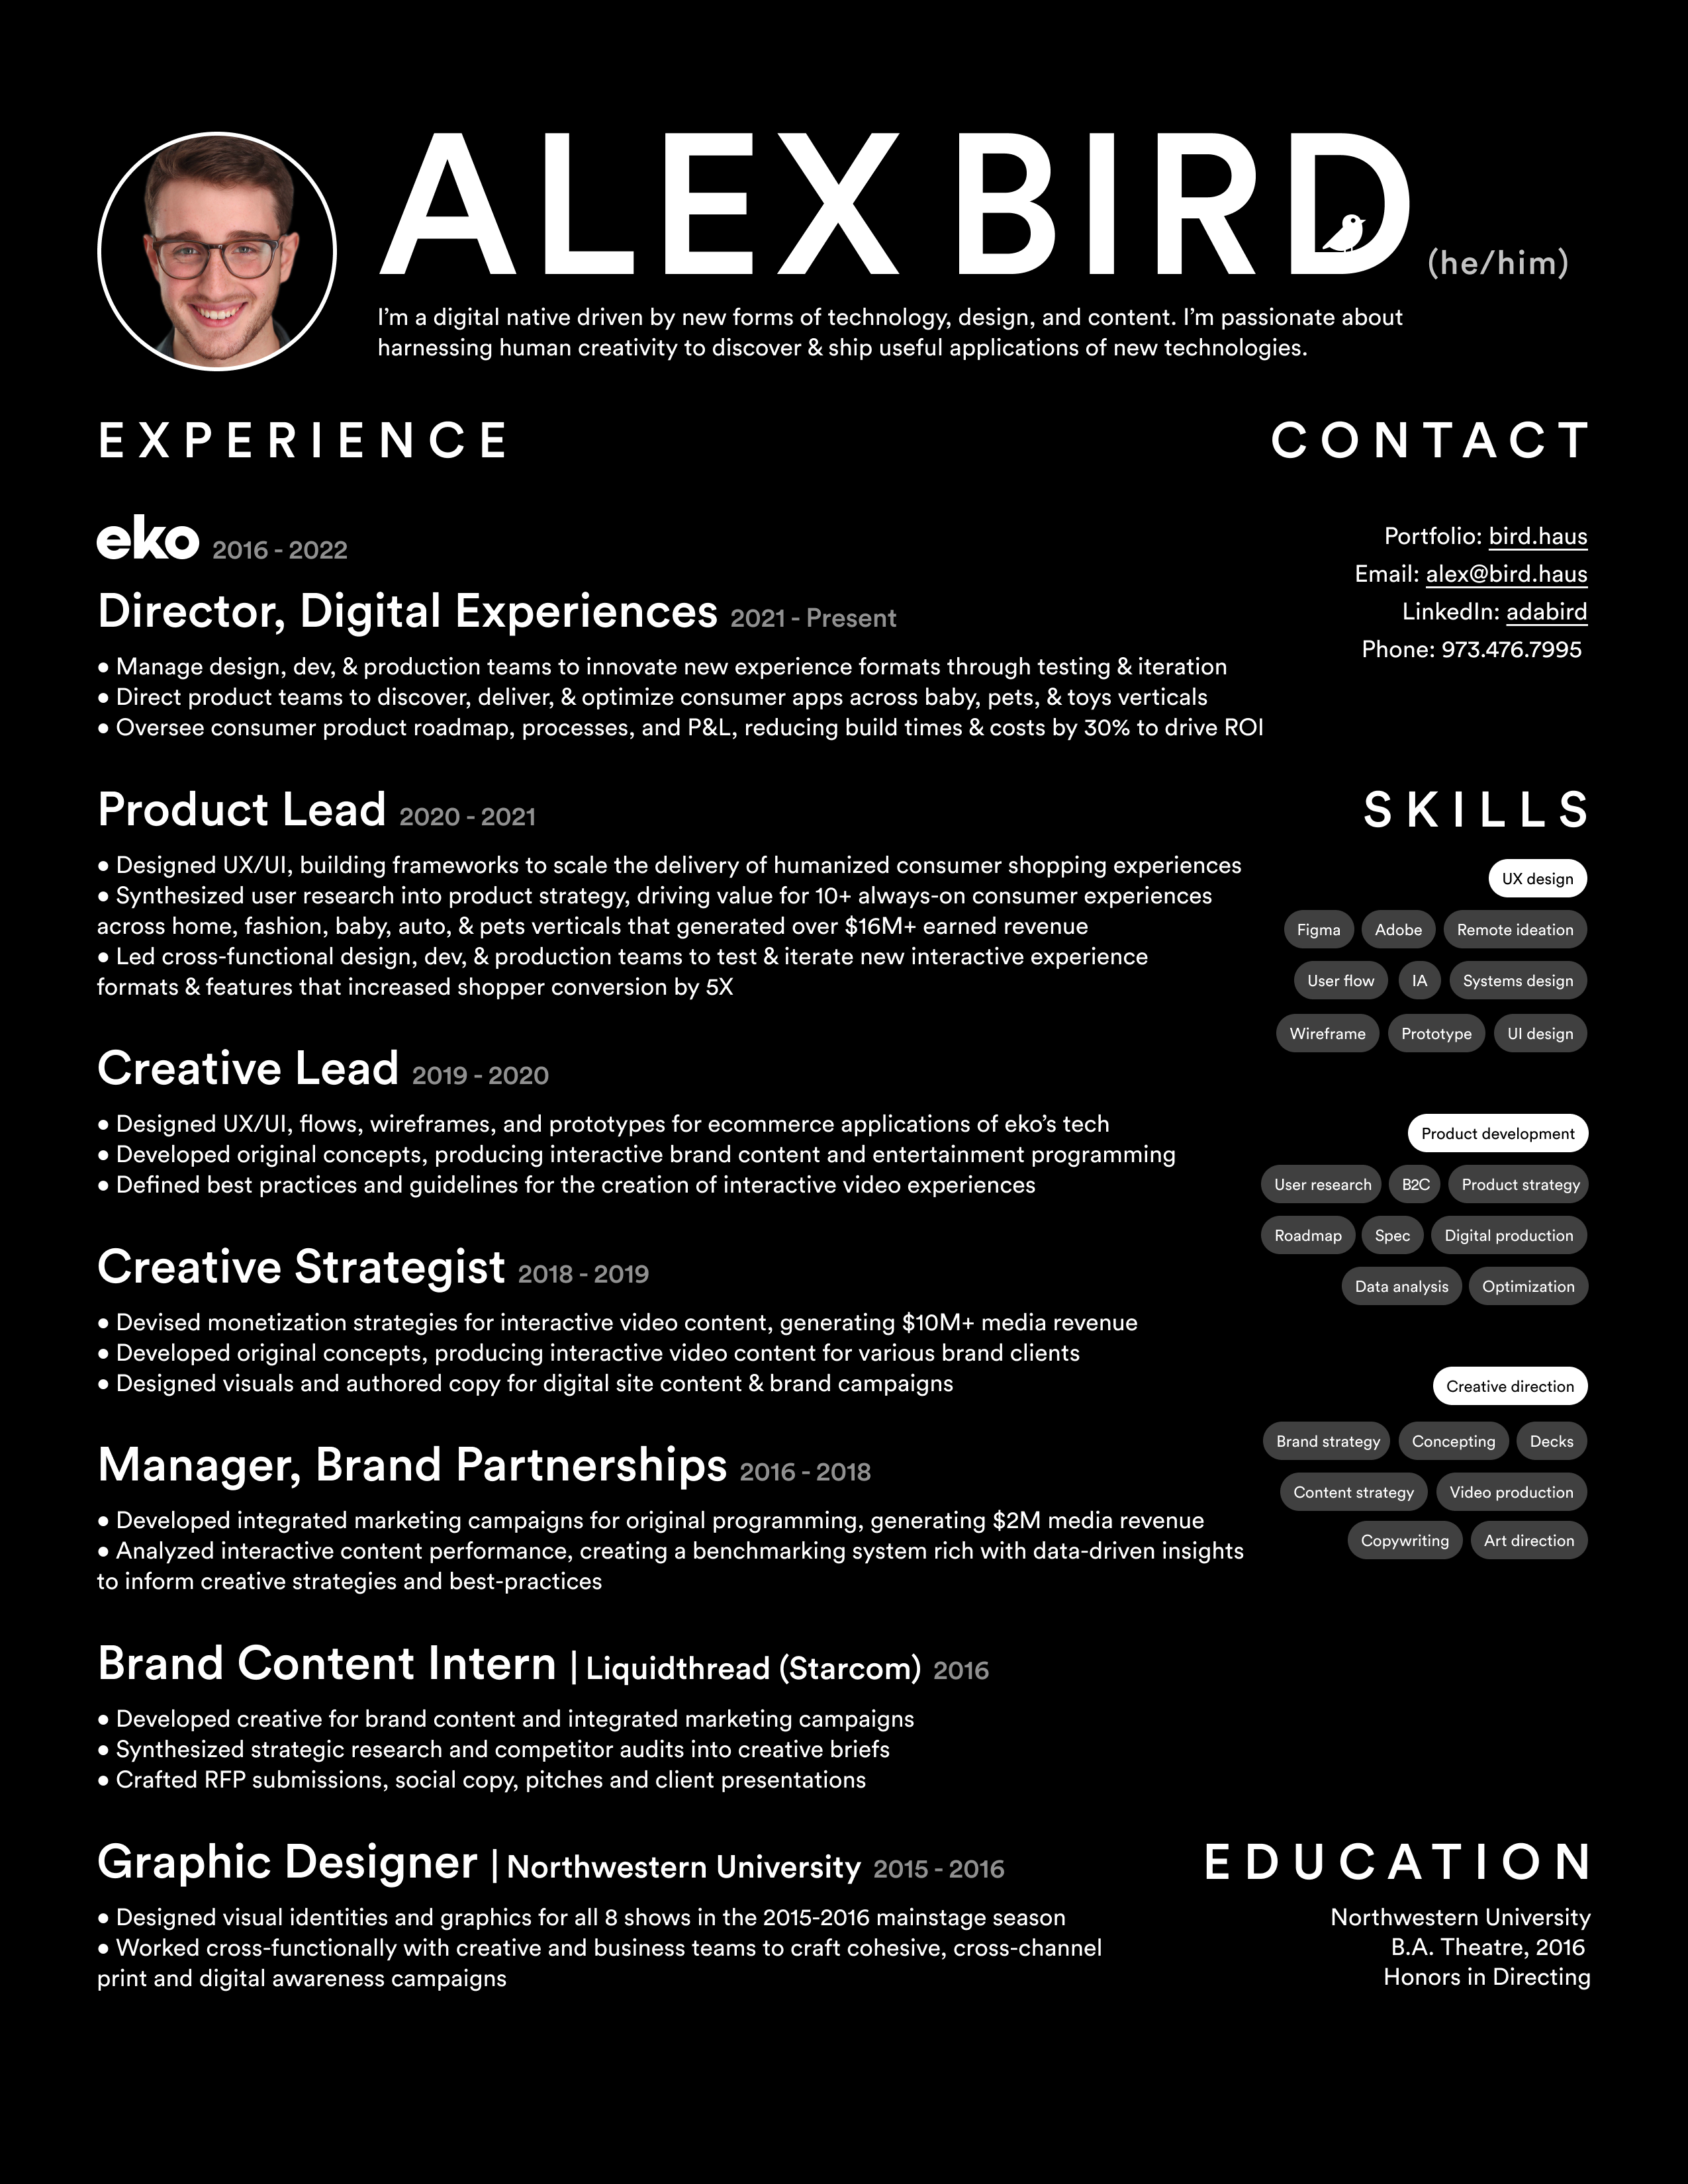 ALEX BIRD (he/him)
I’m a digital native driven by new forms of technology, design, and content. I’m passionate about
harnessing human creativity to discover & ship useful applications of new technologies.
EXPERIENCE
eko 2016 - 2022
Director, Digital Experiences 2021 - Present
• Manage design, dev, & production teams to innovate new experience formats through testing & iteration
• Direct product teams to discover, deliver, & optimize consumer apps across baby, pets, & toys verticals
• Oversee consumer product roadmap, processes, and P&L, reducing build times & costs by 30% to drive ROI
Product Lead 2020 - 2021
• Designed UX/UI, building frameworks to scale the delivery of humanized consumer shopping experiences
• Synthesized user research into product strategy, driving value for 10+ always-on consumer experiences
across home, fashion, baby, auto, & pets verticals that generated over $16M+ earned revenue
• Led cross-functional design, dev, & production teams to test & iterate new interactive experience
formats & features that increased shopper conversion by 5X
Creative Lead 2019 - 2020
• Designed UX/UI, flows, wireframes, and prototypes for ecommerce applications of eko’s tech
• Developed original concepts, producing interactive brand content and entertainment programming
• Defined best practices and guidelines for the creation of interactive video experiences
Creative Strategist 2018 - 2019
• Devised monetization strategies for interactive video content, generating $10M+ media revenue
• Developed original concepts, producing interactive video content for various brand clients
• Designed visuals and authored copy for digital site content & brand campaigns
Manager, Brand Partnerships 2016 - 2018
• Developed integrated marketing campaigns for original programming, generating $2M media revenue
• Analyzed interactive content performance, creating a benchmarking system rich with data-driven insights
to inform creative strategies and best-practices
Brand Content Intern | Liquidthread (Starcom) 2016
• Developed creative for brand content and integrated marketing campaigns
• Synthesized strategic research and competitor audits into creative briefs
• Crafted RFP submissions, social copy, pitches and client presentations
Graphic Designer | Northwestern University 2015 - 2016
• Designed visual identities and graphics for all 8 shows in the 2015-2016 mainstage season
• Worked cross-functionally with creative and business teams to craft cohesive, cross-channel
print and digital awareness campaigns
CONTACT
Portfolio: bird.haus
Email: alex@bird.haus
LinkedIn: adabird
Phone: 973.476.7995
SKILLS
UX design
Figma Adobe Remote ideation
User flow IA Systems design
Wireframe Prototype UI design
Product development
User research B2C Product strategy
Roadmap Spec Digital production
Data analysis Optimization
Creative direction
Brand strategy Concepting Decks
Content strategy Video production
Copywriting Art direction
EDUCATION
Northwestern University
B.A. Theatre, 2016
Honors in Directing